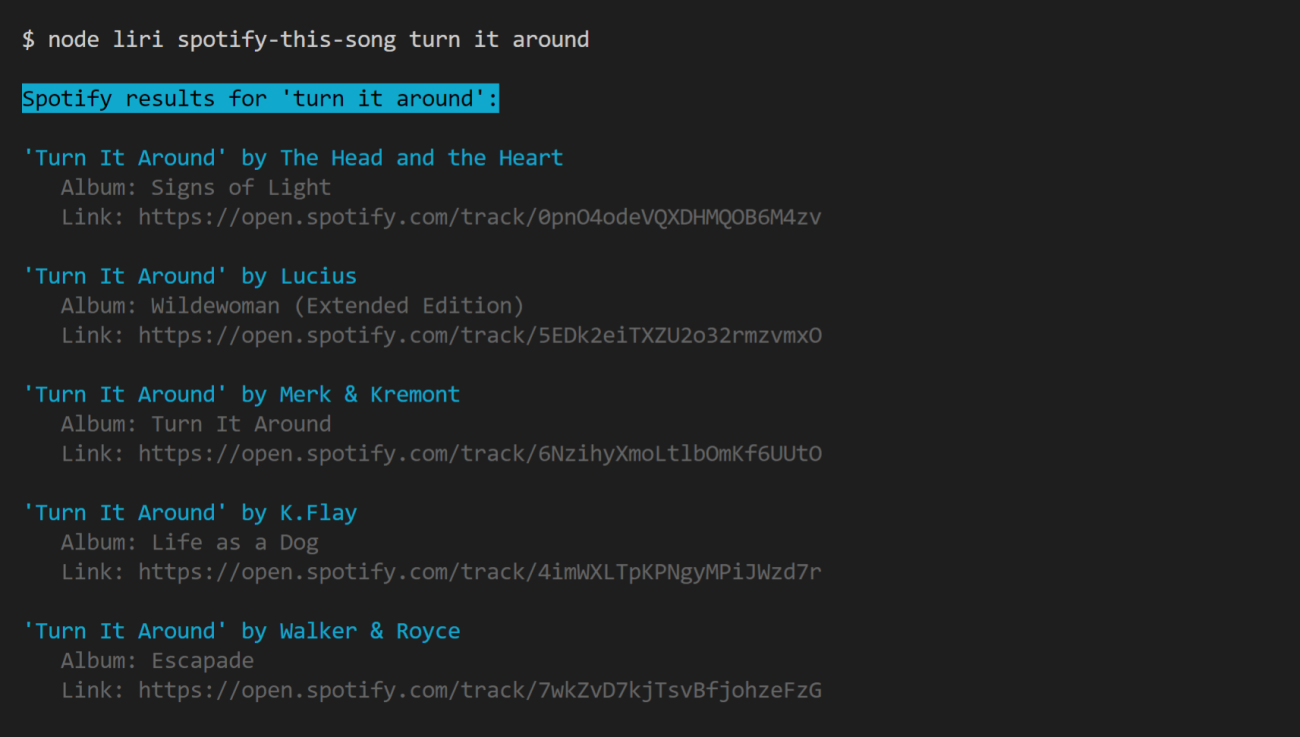 $ node liri spotify-this-song turn it around
Spotify results for 'turn it around':
'Turn It Around' by The Head and the Heart
Album: Signs of Light
Link: https://open.spotify.com/track/0pnO4odeVQXDHMQOB6M4zv
'Turn It Around' by Lucius
Album: Wildewoman (Extended Edition)
Link: https://open.spotify.com/track/5EDk2eiTXZU2o32rmzvmxO
'Turn It Around' by Merk & Kremont
Album: Turn It Around
Link: https://open.spotify.com/track/6NzihyXmoLtlbOmKf6UUtO
'Turn It Around' by K.Flay
Album: Life as a Dog
Link: https://open.spotify.com/track/4imWXLTpKPNgyMPiJWzd7r
'Turn It Around' by Walker & Royce
Album: Escapade
Link: https://open.spotify.com/track/7wkZvD7kjTsvBfjohzeFzG